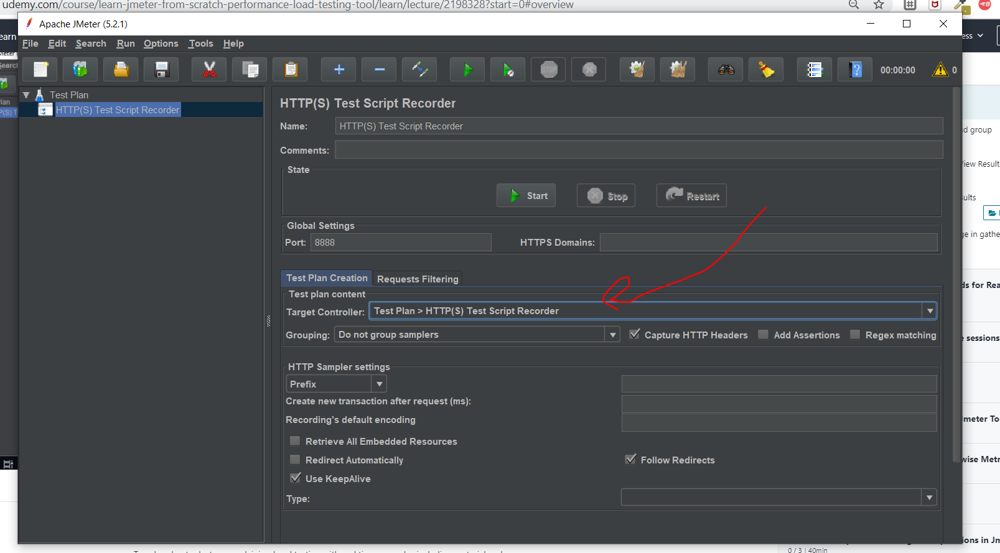 udemy.com/course/learn-jmeter-from-scratch-performance-load-testing-tool/learn/lecture/2198328?start=0#overview
Apache JMeter (5.2.1)
File Edit Search Run Options Tools Help
STOP
00:00:00
0
Test Plan
HTTP(S) Test Script Recorder
HTTP(S) Test Script Recorder
Name: HTTP(S) Test Script Recorder
Comments:
State
Start Stop Restart
Global Settings
Port: 8888 HTTPS Domains:
Test Plan Creation Requests Filtering
Test plan content
Target Controller: Test Plan > HTTP(S) Test Script Recorder
Grouping: Do not group samplers Capture HTTP Headers Add Assertions Regex matching
HTTP Sampler settings
Prefix
Create new transaction after request (ms):
Recording's default encoding
Retrieve All Embedded Resources
Redirect Automatically Follow Redirects
Use KeepAlive
Type:
earn
ess
d group
iew Result
ults
ge in gathe
ds for Rea
e sessions
Jmeter To
wise Metr
ions in Jm
0 / 3 | 40min